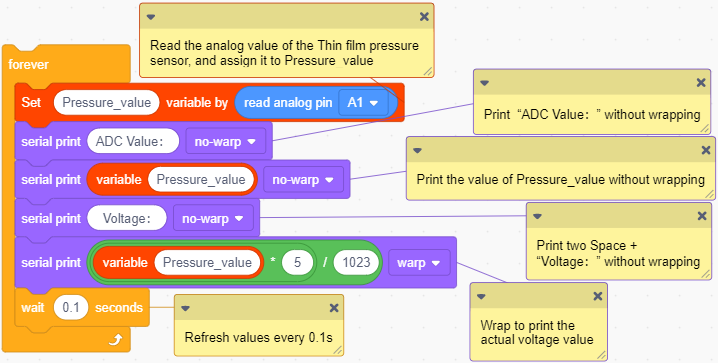 Read the analog value of the Thin film pressure
sensor, and assign it to Pressure_value
forever
Set Pressure_value variable by read analog pin A1
Print “ADC Value: ” without wrapping
serial print ADC Value: no-warp
serial print variable Pressure_value no-warp
Print the value of Pressure_value without wrapping
serial print Voltage: no-warp
Print two Space +
“Voltage: ” without wrapping
serial print variable Pressure_value * 5 / 1023 warp
wait 0.1 seconds
Refresh values every 0.1s
Wrap to print the
actual voltage value